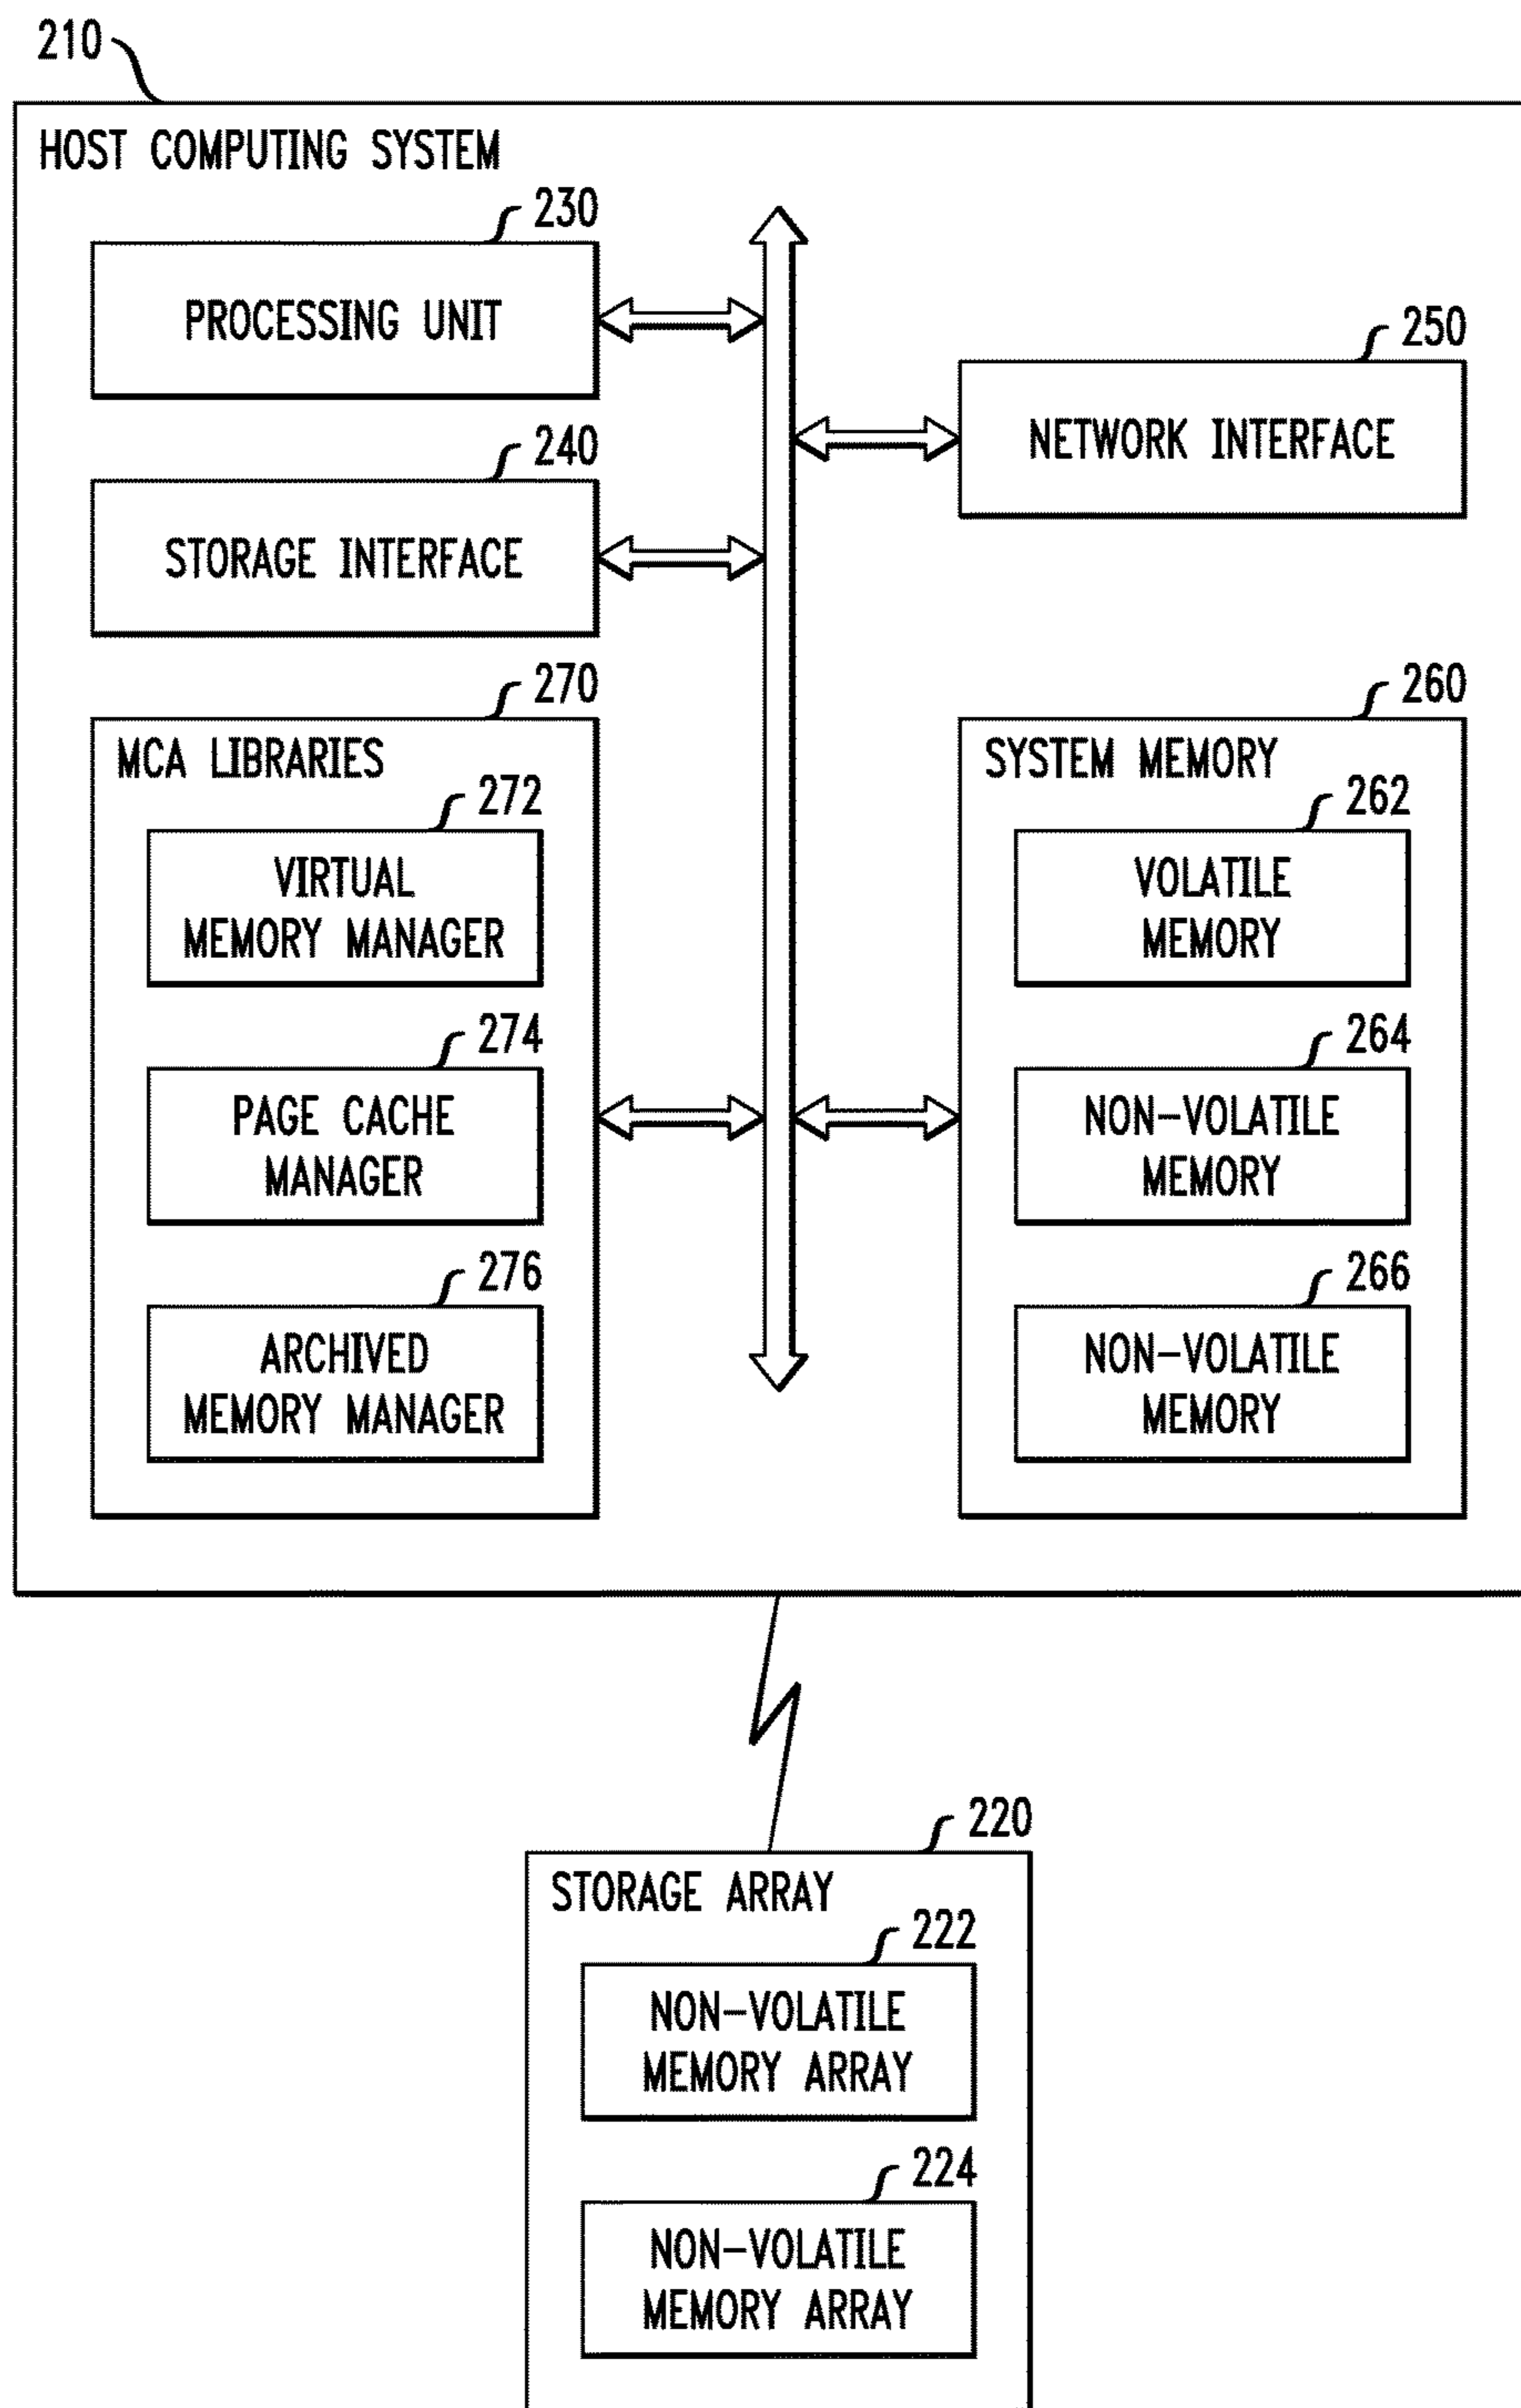 210
HOST COMPUTING SYSTEM
230
PROCESSING UNIT
250
NETWORK INTERFACE
240
STORAGE INTERFACE
270
MCA LIBRARIES
272
VIRTUAL
MEMORY MANAGER
274
PAGE CACHE
MANAGER
276
ARCHIVED
MEMORY MANAGER
260
SYSTEM MEMORY
262
VOLATILE
MEMORY
264
NON-VOLATILE
MEMORY
266
NON-VOLATILE
MEMORY
220
STORAGE ARRAY
222
NON-VOLATILE
MEMORY ARRAY
224
NON-VOLATILE
MEMORY ARRAY